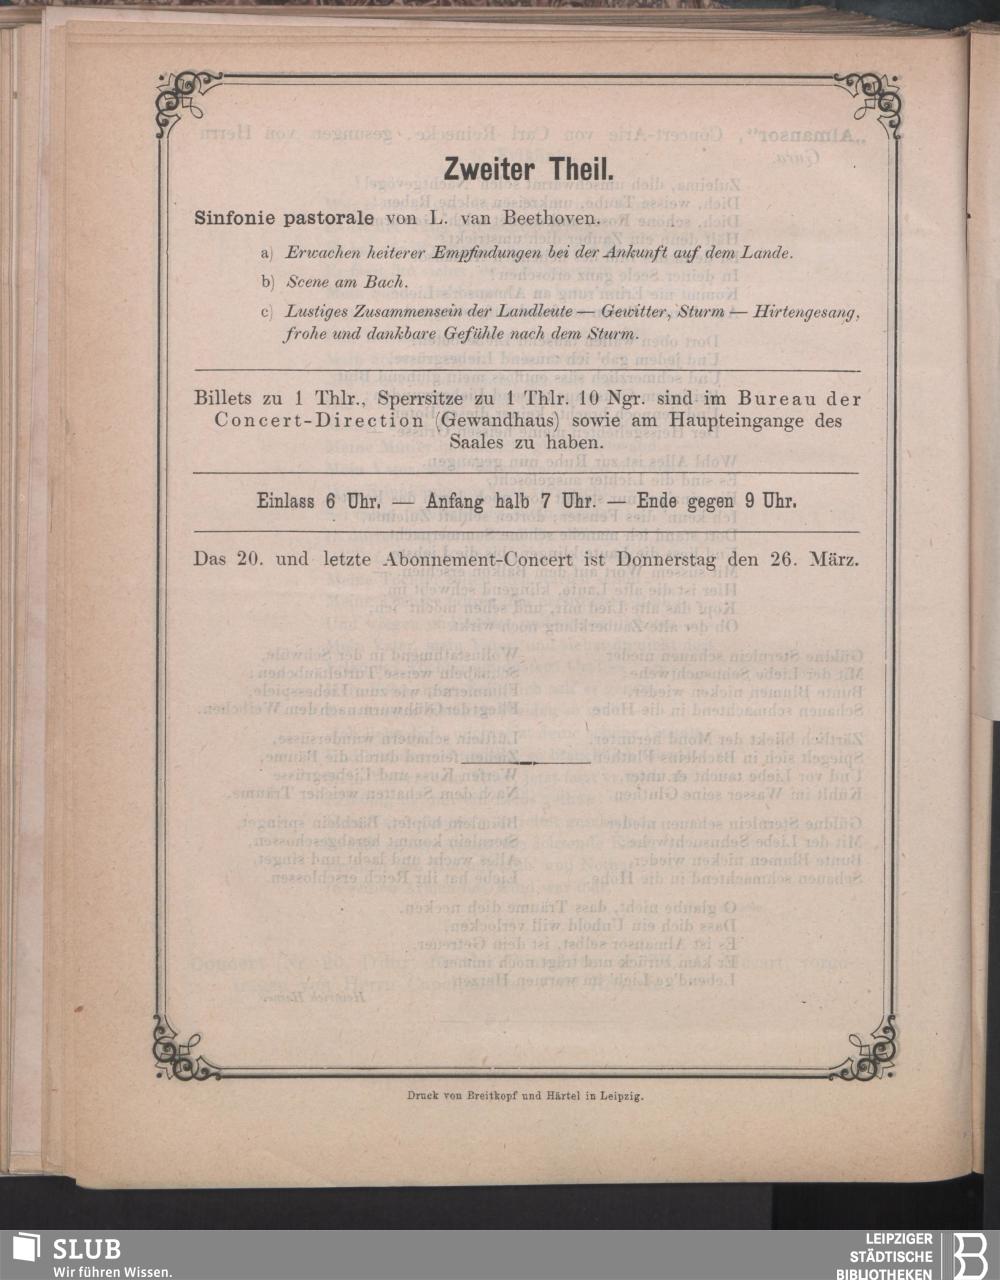 Zweiter Theil.
Sinfonie pastorale von L. van Beethoven.
a) Erwachen heiterer Empfindungen bei der Ankunft auf dem Lande.
b) Scene am Bach.
c) Lustiges Zusammensein der Landleute — Gewitter, Sturm — Hirtengesang,
frohe und dankbare Gefühle nach dem Sturm.
Billets zu 1 Thlr., Sperrsitze zu 1 Thlr. 10 Ngr. sind im Bureau der
Concert-Direction (Gewandhaus) sowie am Haupteingange des
Saales zu haben.
Einlass 6 Uhr. — Anfang halb 7 Uhr. — Ende gegen 9 Uhr.
Das 20. und letzte Abonnement-Concert ist Donnerstag den 26. März.
Druck von Breitkopf und Härtel in Leipzig.
SLUB
Wir führen Wissen.
LEIPZIGER
STÄDTISCHE
BIBLIOTHEKEN